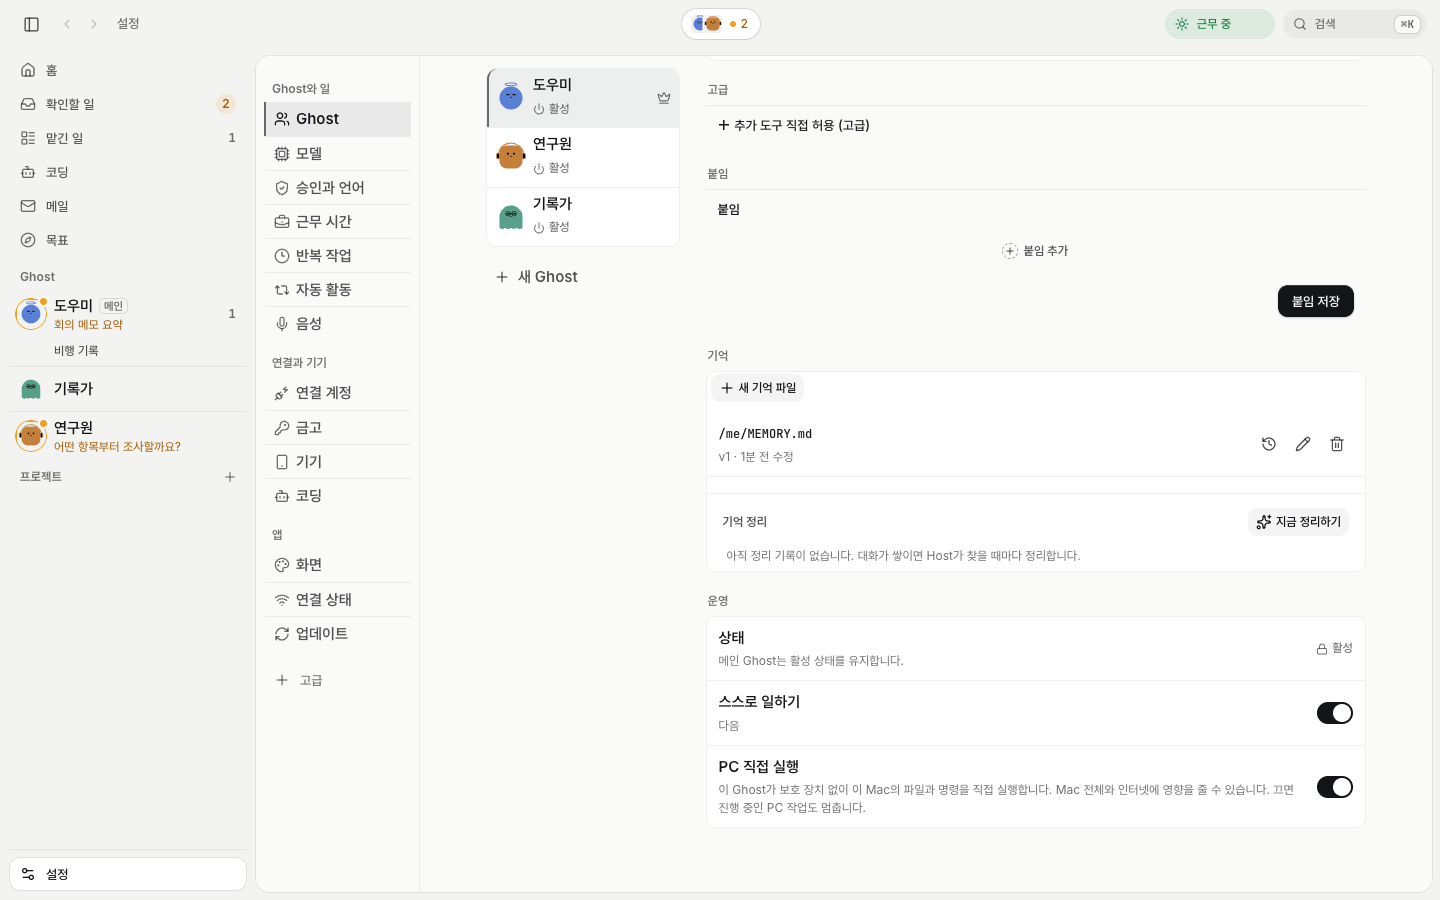 설정
2
근무 중
검색
⌘K
홈
확인할 일
2
맡긴 일
1
코딩
메일
목표
Ghost
도우미
메인
회의 메모 요약
1
비행 기록
기록가
연구원
어떤 항목부터 조사할까요?
프로젝트
설정
Ghost와 일
Ghost
모델
승인과 언어
근무 시간
반복 작업
자동 활동
음성
연결과 기기
연결 계정
금고
기기
코딩
앱
화면
연결 상태
업데이트
고급
도우미
활성
연구원
활성
기록가
활성
새 Ghost
고급
추가 도구 직접 허용 (고급)
붙임
붙임
붙임 추가
붙임 저장
기억
새 기억 파일
/me/MEMORY.md
v1 · 1분 전 수정
기억 정리
지금 정리하기
아직 정리 기록이 없습니다. 대화가 쌓이면 Host가 찾을 때마다 정리합니다.
운영
상태
메인 Ghost는 활성 상태를 유지합니다.
활성
스스로 일하기
다음
PC 직접 실행
이 Ghost가 보호 장치 없이 이 Mac의 파일과 명령을 직접 실행합니다. Mac 전체와 인터넷에 영향을 줄 수 있습니다. 끄면
진행 중인 PC 작업도 멈춥니다.